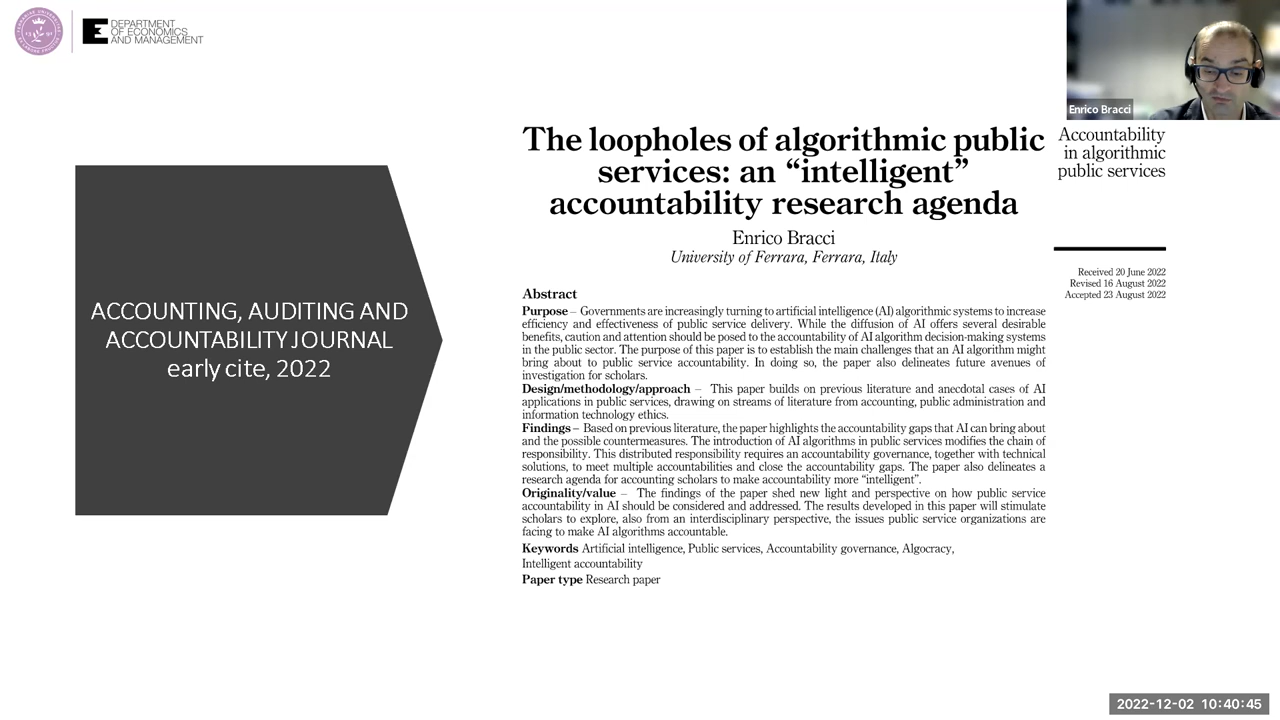 DEPARTMENT
OF ECONOMICS
AND MANAGEMENT
Enrico Bracci
ACCOUNTING, AUDITING AND
ACCOUNTABILITY JOURNAL
early cite, 2022
The loopholes of algorithmic public
services: an “intelligent”
accountability research agenda
Enrico Bracci
University of Ferrara, Ferrara, Italy
Accountability
in algorithmic
public services
Received 20 June 2022
Revised 16 August 2022
Accepted 23 August 2022
Abstract
Purpose – Governments are increasingly turning to artificial intelligence (AI) algorithmic systems to increase
efficiency and effectiveness of public service delivery. While the diffusion of AI offers several desirable
benefits, caution and attention should be posed to the accountability of AI algorithm decision-making systems
in the public sector. The purpose of this paper is to establish the main challenges that an AI algorithm might
bring about to public service accountability. In doing so, the paper also delineates future avenues of
investigation for scholars.
Design/methodology/approach – This paper builds on previous literature and anecdotal cases of AI
applications in public services, drawing on streams of literature from accounting, public administration and
information technology ethics.
Findings – Based on previous literature, the paper highlights the accountability gaps that AI can bring about
and the possible countermeasures. The introduction of AI algorithms in public services modifies the chain of
responsibility. This distributed responsibility requires an accountability governance, together with technical
solutions, to meet multiple accountabilities and close the accountability gaps. The paper also delineates a
research agenda for accounting scholars to make accountability more “intelligent”.
Originality/value – The findings of the paper shed new light and perspective on how public service
accountability in AI should be considered and addressed. The results developed in this paper will stimulate
scholars to explore, also from an interdisciplinary perspective, the issues public service organizations are
facing to make AI algorithms accountable.
Keywords Artificial intelligence, Public services, Accountability governance, Algocracy,
Intelligent accountability
Paper type Research paper
2022-12-02 10:40:45